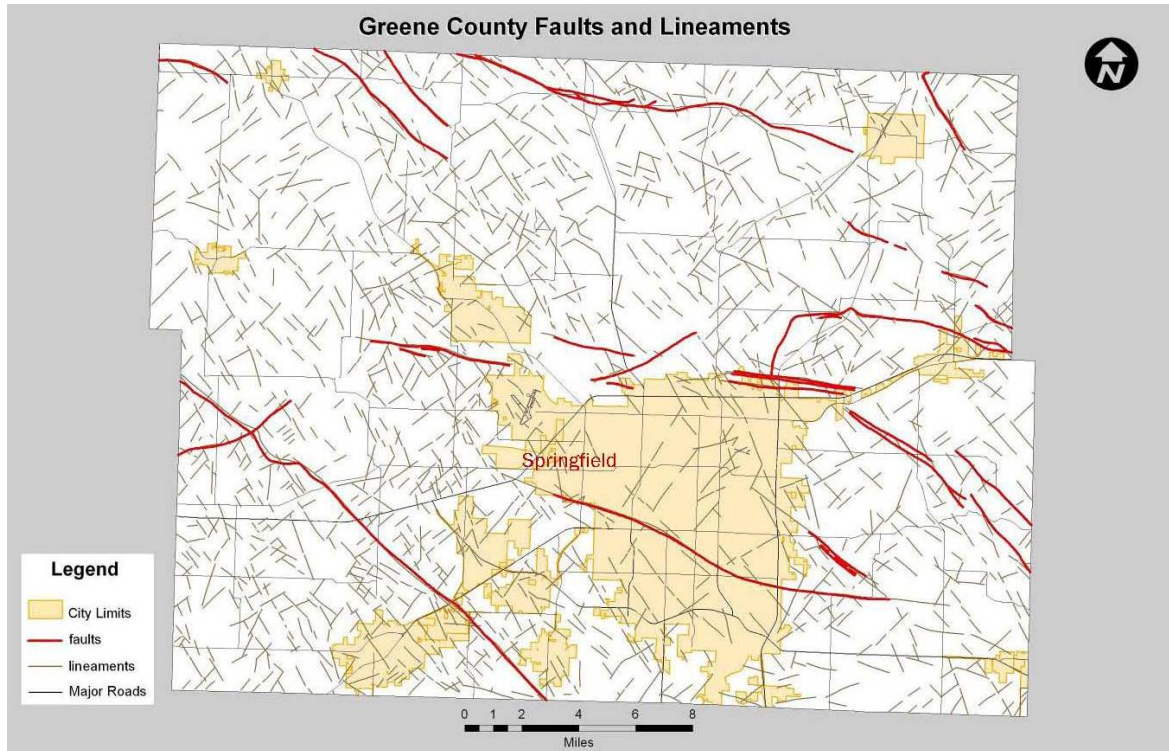 Greene County Faults and Lineaments
N
Springfield
Legend
City Limits
faults
lineaments
Major Roads
0 1 2 4 6 8
Miles